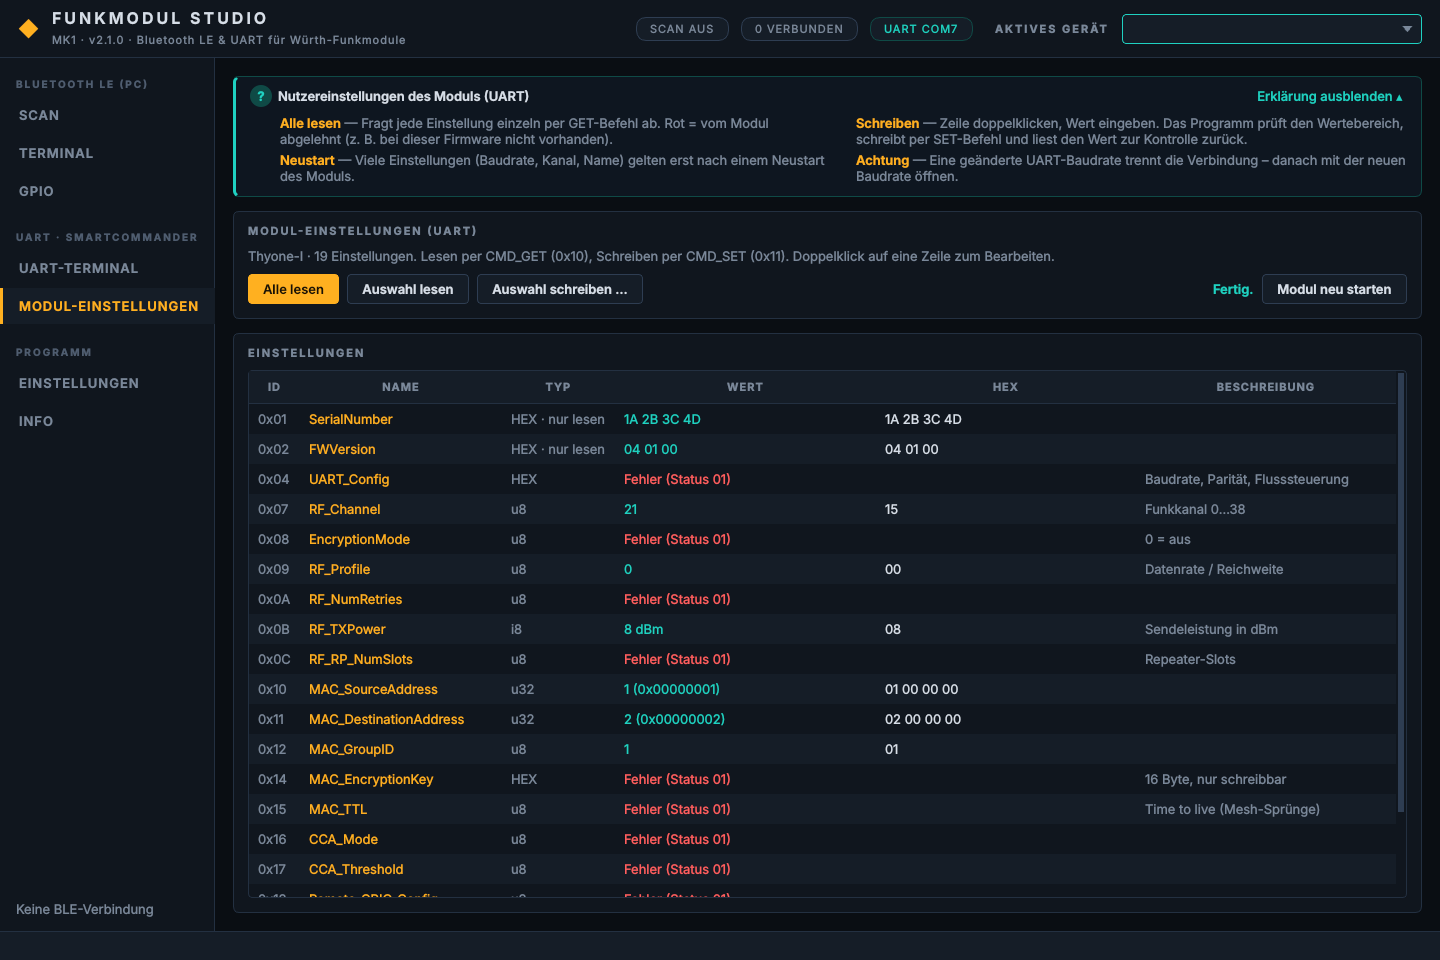 FUNKMODUL STUDIO
MK1 · v2.1.0 · Bluetooth LE & UART für Würth-Funkmodule
SCAN AUS
0 VERBUNDEN
UART COM7
AKTIVES GERÄT
BLUETOOTH LE (PC)
SCAN
TERMINAL
GPIO
UART · SMARTCOMMANDER
UART-TERMINAL
MODUL-EINSTELLUNGEN
PROGRAMM
EINSTELLUNGEN
INFO
Keine BLE-Verbindung
? Nutzereinstellungen des Moduls (UART)
Erklärung ausblenden ▴
Alle lesen — Fragt jede Einstellung einzeln per GET-Befehl ab. Rot = vom Modul
abgelehnt (z. B. bei dieser Firmware nicht vorhanden).
Neustart — Viele Einstellungen (Baudrate, Kanal, Name) gelten erst nach einem Neustart
des Moduls.
Schreiben — Zeile doppelklicken, Wert eingeben. Das Programm prüft den Wertebereich,
schreibt per SET-Befehl und liest den Wert zur Kontrolle zurück.
Achtung — Eine geänderte UART-Baudrate trennt die Verbindung – danach mit der neuen
Baudrate öffnen.
MODUL-EINSTELLUNGEN (UART)
Thyone-I · 19 Einstellungen. Lesen per CMD_GET (0x10), Schreiben per CMD_SET (0x11). Doppelklick auf eine Zeile zum Bearbeiten.
Alle lesen
Auswahl lesen
Auswahl schreiben ...
Fertig.
Modul neu starten
EINSTELLUNGEN
ID NAME TYP WERT HEX BESCHREIBUNG
0x01 SerialNumber HEX · nur lesen 1A 2B 3C 4D 1A 2B 3C 4D
0x02 FWVersion HEX · nur lesen 04 01 00 04 01 00
0x04 UART_Config HEX Fehler (Status 01) Baudrate, Parität, Flusssteuerung
0x07 RF_Channel u8 21 15 Funkkanal 0...38
0x08 EncryptionMode u8 Fehler (Status 01) 0 = aus
0x09 RF_Profile u8 0 00 Datenrate / Reichweite
0x0A RF_NumRetries u8 Fehler (Status 01)
0x0B RF_TXPower i8 8 dBm 08 Sendeleistung in dBm
0x0C RF_RP_NumSlots u8 Fehler (Status 01) Repeater-Slots
0x10 MAC_SourceAddress u32 1 (0x00000001) 01 00 00 00
0x11 MAC_DestinationAddress u32 2 (0x00000002) 02 00 00 00
0x12 MAC_GroupID u8 1 01
0x14 MAC_EncryptionKey HEX Fehler (Status 01) 16 Byte, nur schreibbar
0x15 MAC_TTL u8 Fehler (Status 01) Time to live (Mesh-Sprünge)
0x16 CCA_Mode u8 Fehler (Status 01)
0x17 CCA_Threshold u8 Fehler (Status 01)